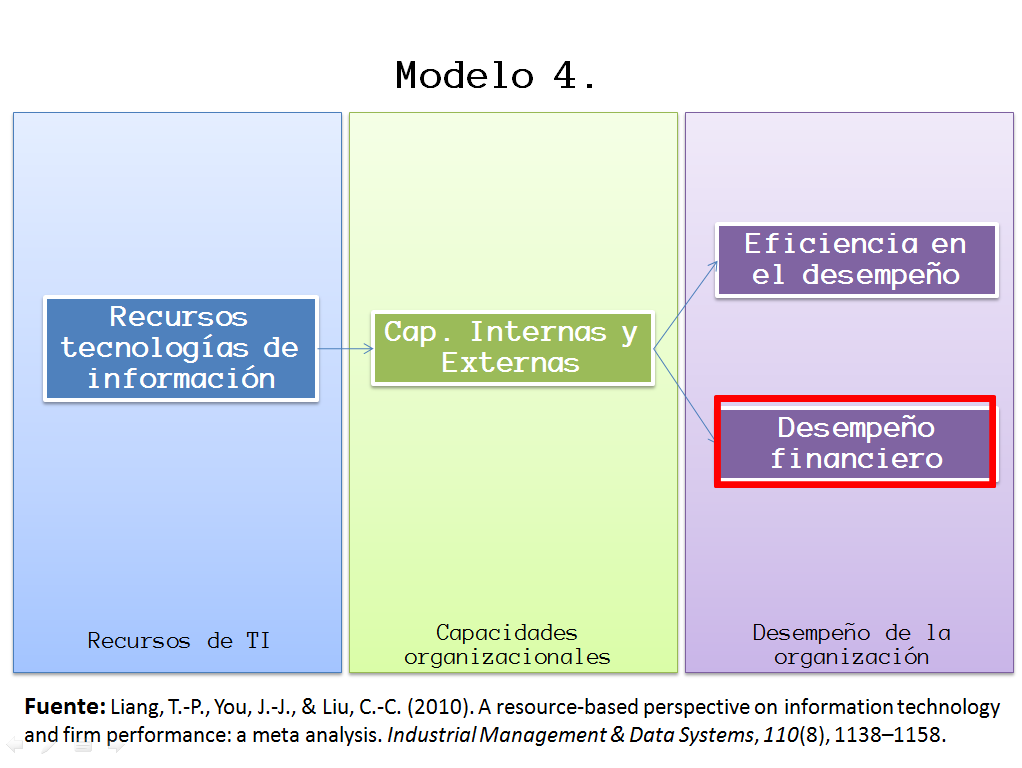 Modelo 4.
Recursos
tecnologías de
información
Cap. Internas y
Externas
Eficiencia en
el desempeño
Desempeño
financiero
Recursos de TI
Capacidades
organizacionales
Desempeño de la
organización
Fuente: Liang, T.-P., You, J.-J., & Liu, C.-C. (2010). A resource-based perspective on information technology
and firm performance: a meta analysis. Industrial Management & Data Systems, 110(8), 1138–1158.